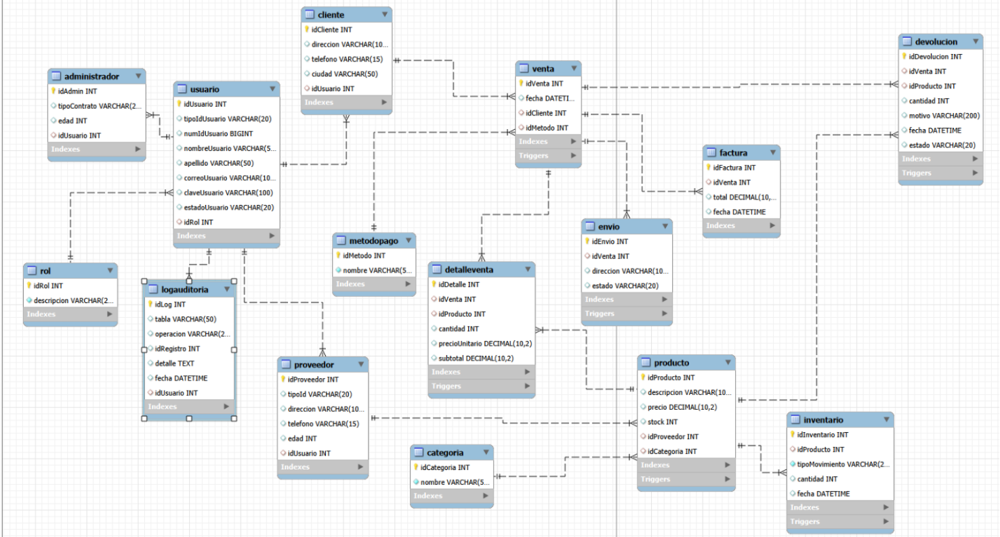 cliente
idCliente INT
direccion VARCHAR(10...
telefono VARCHAR(15)
ciudad VARCHAR(50)
idUsuario INT
Indexes
administrador
idAdmin INT
tipoContrato VARCHAR(2...
edad INT
idUsuario INT
Indexes
usuario
idUsuario INT
tipoIdUsuario VARCHAR(20)
numIdUsuario BIGINT
nombreUsuario VARCHAR(5...
apellido VARCHAR(50)
correoUsuario VARCHAR(10...
claveUsuario VARCHAR(100)
estadoUsuario VARCHAR(20)
idRol INT
Indexes
venta
idVenta INT
fecha DATETI...
idCliente INT
idMetodo INT
Indexes
Triggers
devolucion
idDevolucion INT
idVenta INT
idProducto INT
cantidad INT
motivo VARCHAR(200)
fecha DATETIME
estado VARCHAR(20)
Indexes
Triggers
factura
idFactura INT
idVenta INT
total DECIMAL(10,...
fecha DATETIME
Indexes
envio
idEnvio INT
idVenta INT
direccion VARCHAR(10...
estado VARCHAR(20)
Indexes
Triggers
metodopago
idMetodo INT
nombre VARCHAR(5...
Indexes
rol
idRol INT
descripcion VARCHAR(2...
Indexes
logauditoria
idLog INT
tabla VARCHAR(50)
operacion VARCHAR(2...
idRegistro INT
detalle TEXT
fecha DATETIME
idUsuario INT
Indexes
detalleventa
idDetalle INT
idVenta INT
idProducto INT
cantidad INT
precioUnitario DECIMAL(10,2)
subtotal DECIMAL(10,2)
Indexes
Triggers
proveedor
idProveedor INT
tipoId VARCHAR(20)
direccion VARCHAR(10...
telefono VARCHAR(15)
edad INT
idUsuario INT
Indexes
producto
idProducto INT
descripcion VARCHAR(10...
precio DECIMAL(10,2)
stock INT
idProveedor INT
idCategoria INT
Indexes
Triggers
categoria
idCategoria INT
nombre VARCHAR(5...
Indexes
inventario
idInventario INT
idProducto INT
tipoMovimiento VARCHAR(2...
cantidad INT
fecha DATETIME
Indexes
Triggers